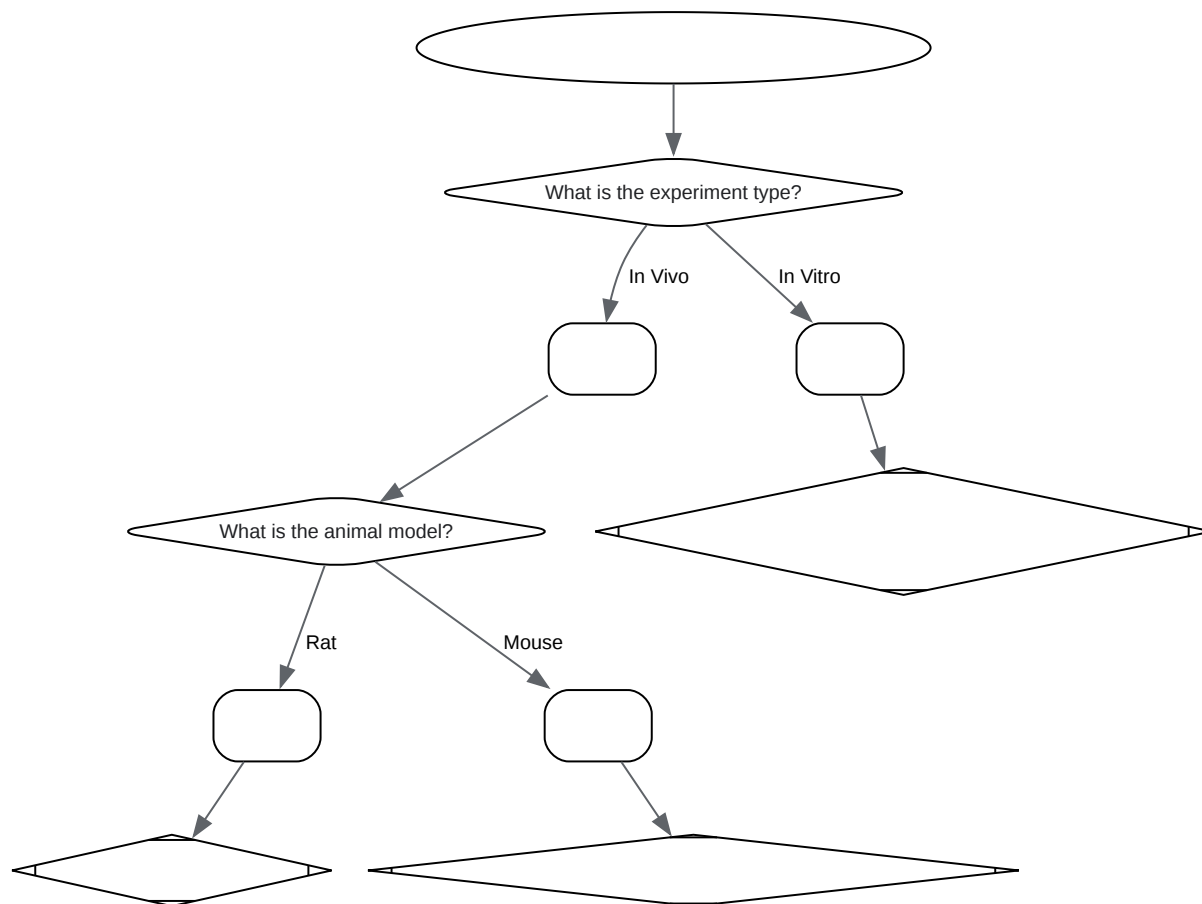 What is the experiment type?
In Vivo
In Vitro
What is the animal model?
Rat
Mouse